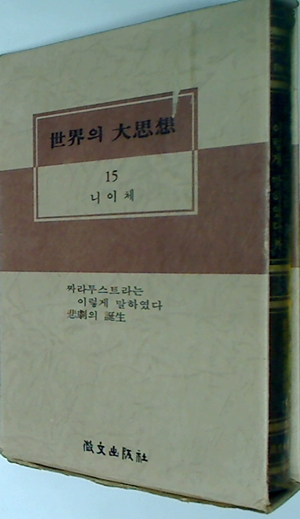 世界의 大思想
15
니이체
짜라투스트라는
이렇게 말하였다
悲劇의 誕生
徽文出版社